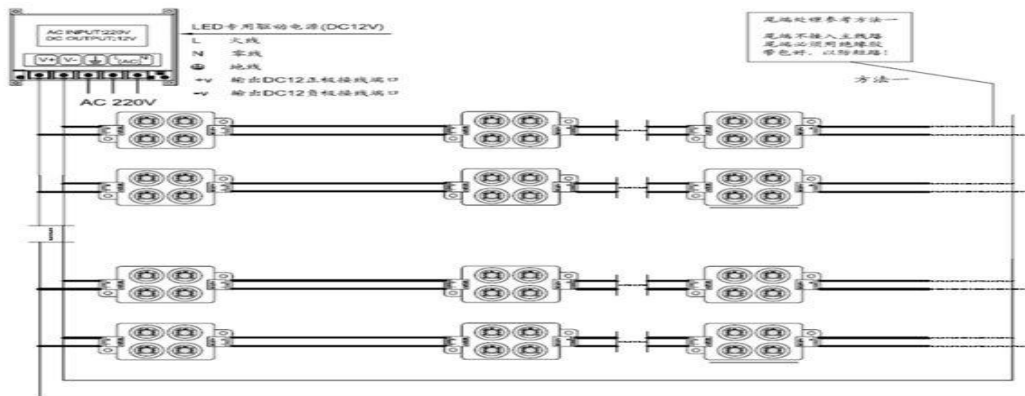 AC INPUT:220V
DC OUTPUT:12V
V+ V- L (AC) N
AC 220V
LED专用驱动电源(DC12V)
L 火线
N 零线
地线
+v 输出DC12正极接线端口
-v 输出DC12负极接线端口
尾端处理参考方法一
尾端不接入主线路
尾端必须用绝缘胶
带包好，以防短路！
方法一